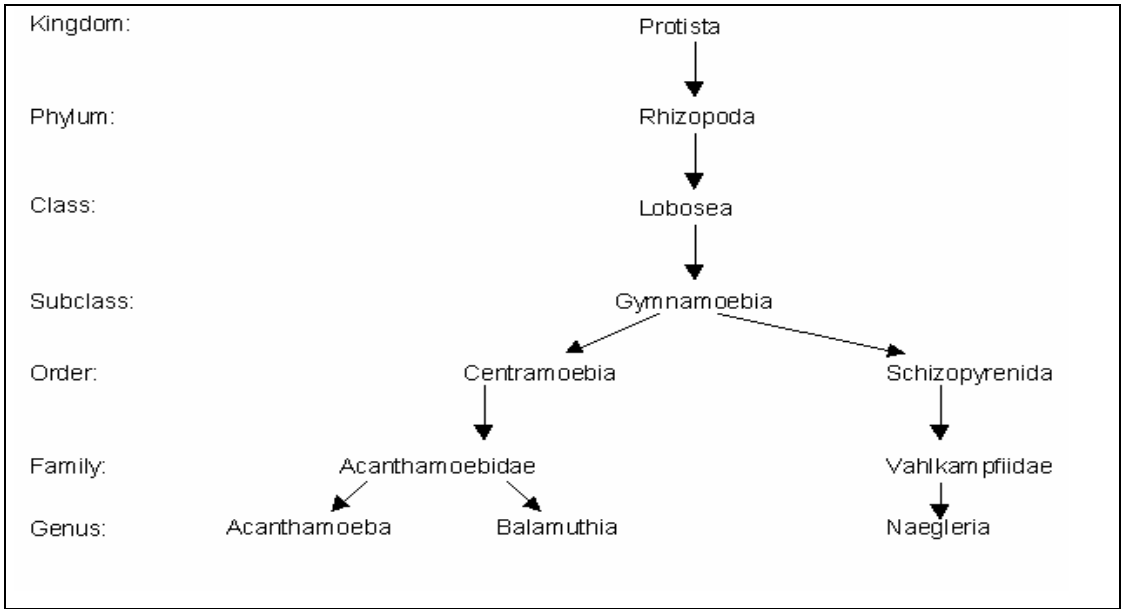 Kingdom: Protista
Phylum: Rhizopoda
Class: Lobosea
Subclass: Gymnamoebia
Order: Centramoebia Schizopyrenida
Family: Acanthamoebidae Vahlkampfiidae
Genus: Acanthamoeba Balamuthia Naegleria